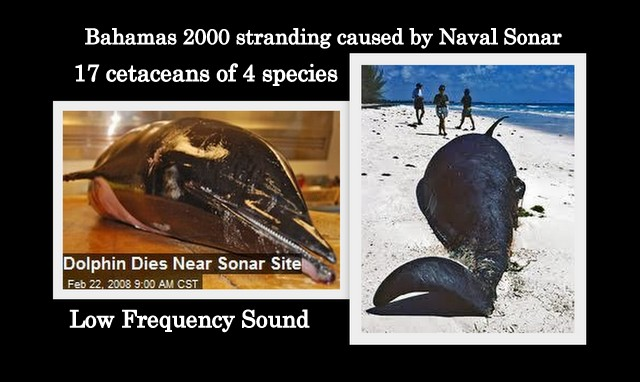 Bahamas 2000 stranding caused by Naval Sonar
17 cetaceans of 4 species
Dolphin Dies Near Sonar Site
Feb 22, 2008 9:00 AM CST
Low Frequency Sound